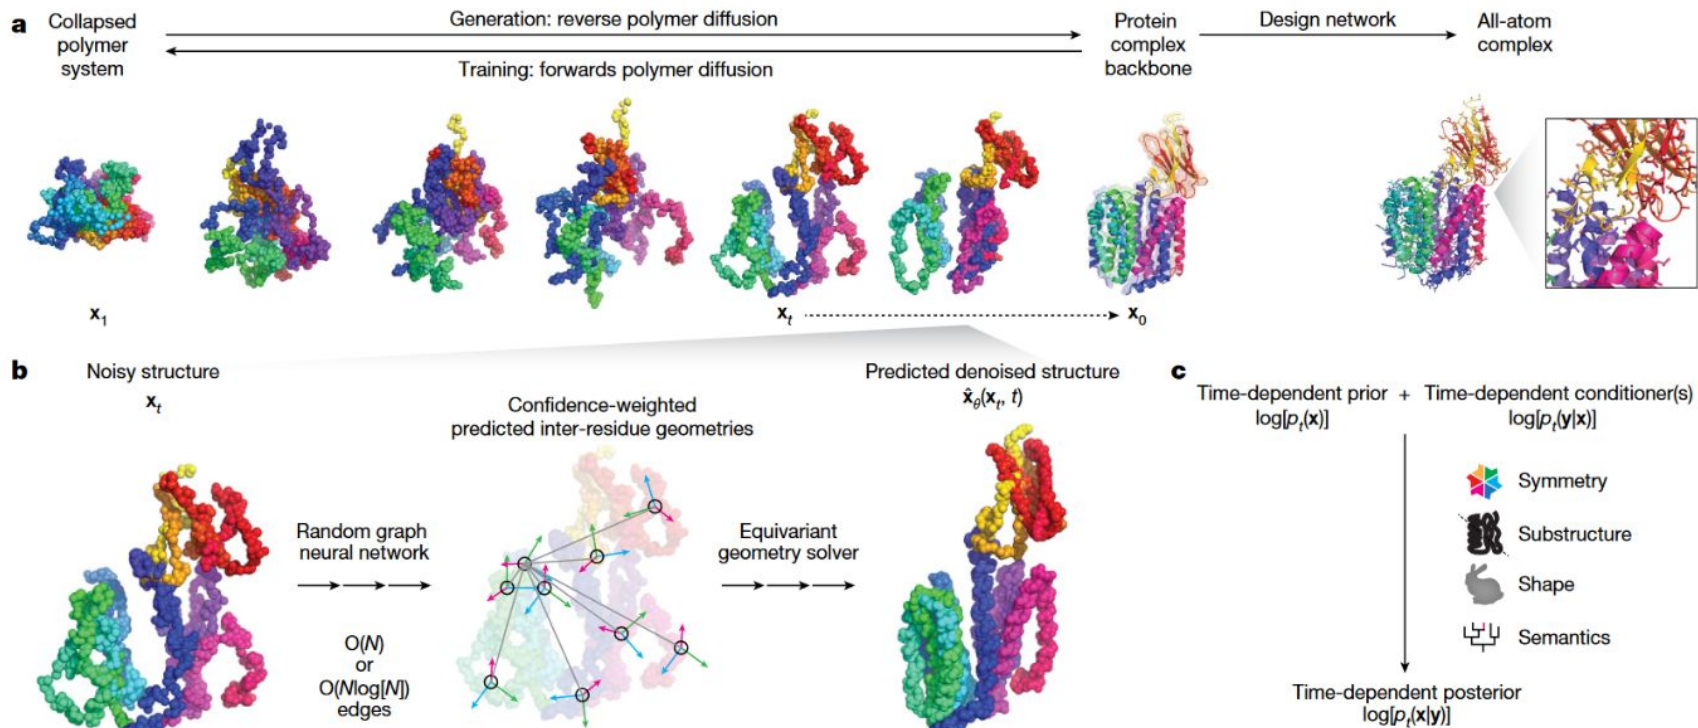 a
Collapsed
polymer
system
Generation: reverse polymer diffusion
Training: forwards polymer diffusion
Protein
complex
backbone
Design network
All-atom
complex
x₁
xₜ
x₀
b
Noisy structure
xₜ
Random graph
neural network
O(N)
or
O(Nlog[N])
edges
Confidence-weighted
predicted inter-residue geometries
Equivariant
geometry solver
Predicted denoised structure
x̂_θ(xₜ, t)
c
Time-dependent prior + Time-dependent conditioner(s)
log[pₜ(x)] log[pₜ(y|x)]
Symmetry
Substructure
Shape
Semantics
Time-dependent posterior
log[pₜ(x|y)]